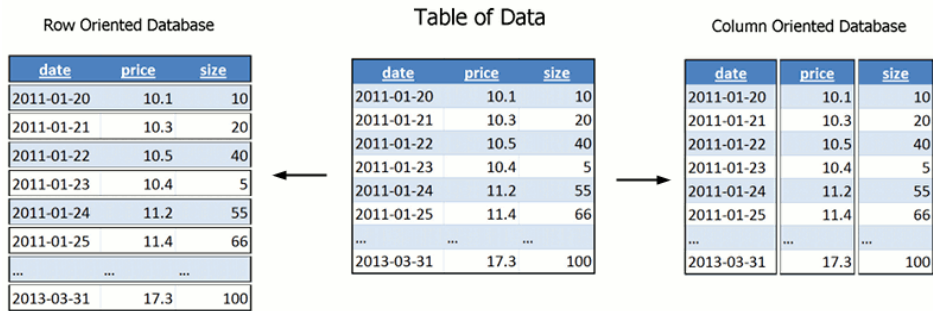 Row Oriented Database
date price size
2011-01-20 10.1 10
2011-01-21 10.3 20
2011-01-22 10.5 40
2011-01-23 10.4 5
2011-01-24 11.2 55
2011-01-25 11.4 66
... ... ...
2013-03-31 17.3 100
Table of Data
date price size
2011-01-20 10.1 10
2011-01-21 10.3 20
2011-01-22 10.5 40
2011-01-23 10.4 5
2011-01-24 11.2 55
2011-01-25 11.4 66
... ... ...
2013-03-31 17.3 100
Column Oriented Database
date price size
2011-01-20 10.1 10
2011-01-21 10.3 20
2011-01-22 10.5 40
2011-01-23 10.4 5
2011-01-24 11.2 55
2011-01-25 11.4 66
... ... ...
2013-03-31 17.3 100